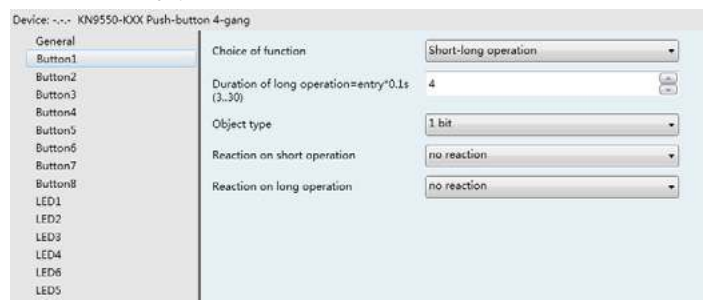 Device: -.-.- KN9550-KXX Push-button 4-gang
General
Button1
Button2
Button3
Button4
Button5
Button6
Button7
Button8
LED1
LED2
LED3
LED4
LED6
LED5
Choice of function
Short-long operation
Duration of long operation=entry*0.1s
(3..30)
4
Object type
1 bit
Reaction on short operation
no reaction
Reaction on long operation
no reaction